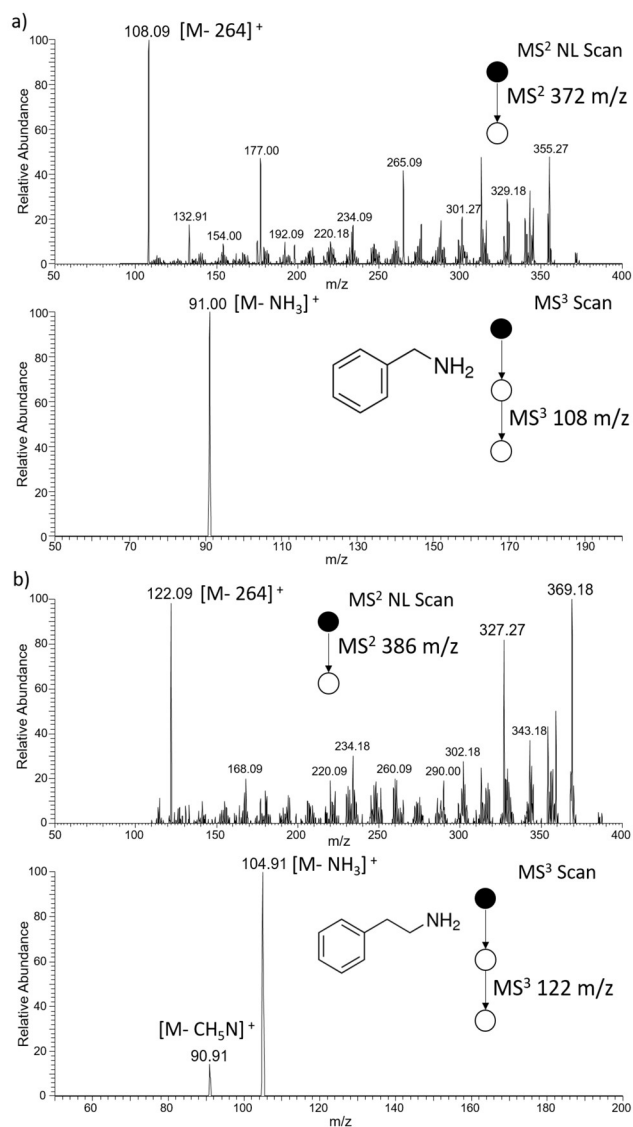 a)
108.09 [M- 264]⁺
MS² NL Scan
MS² 372 m/z
Relative Abundance
100
80
60
40
20
0
177.00
265.09
355.27
132.91
154.00
192.09
220.18
234.09
301.27
329.18
50 100 150 200 250 300 350 400
m/z
91.00 [M- NH₃]⁺
MS³ Scan
NH₂
MS³ 108 m/z
Relative Abundance
100
80
60
40
20
0
50 70 90 110 130 150 170 190
m/z
b)
122.09 [M- 264]⁺
MS² NL Scan
MS² 386 m/z
369.18
327.27
Relative Abundance
100
80
60
40
20
0
168.09
220.09
234.18
260.09
290.00
302.18
343.18
50 100 150 200 250 300 350 400
m/z
104.91 [M- NH₃]⁺
MS³ Scan
NH₂
MS³ 122 m/z
[M- CH₅N]⁺
90.91
Relative Abundance
100
80
60
40
20
0
60 80 100 120 140 160 180 200
m/z